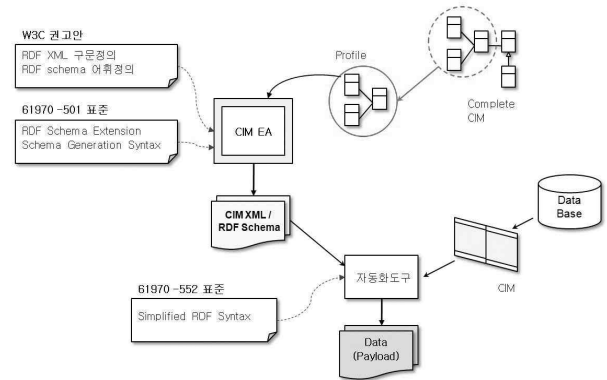 W3C 권고안
RDF XML 구문정의
RDF schema 어휘정의
Profile
Complete
CIM
61970 -501 표준
RDF Schema Extension
Schema Generation Syntax
CIM EA
CIM XML /
RDF Schema
Data
Base
CIM
자동화도구
61970 -552 표준
Simplified RDF Syntax
Data
(Payload)